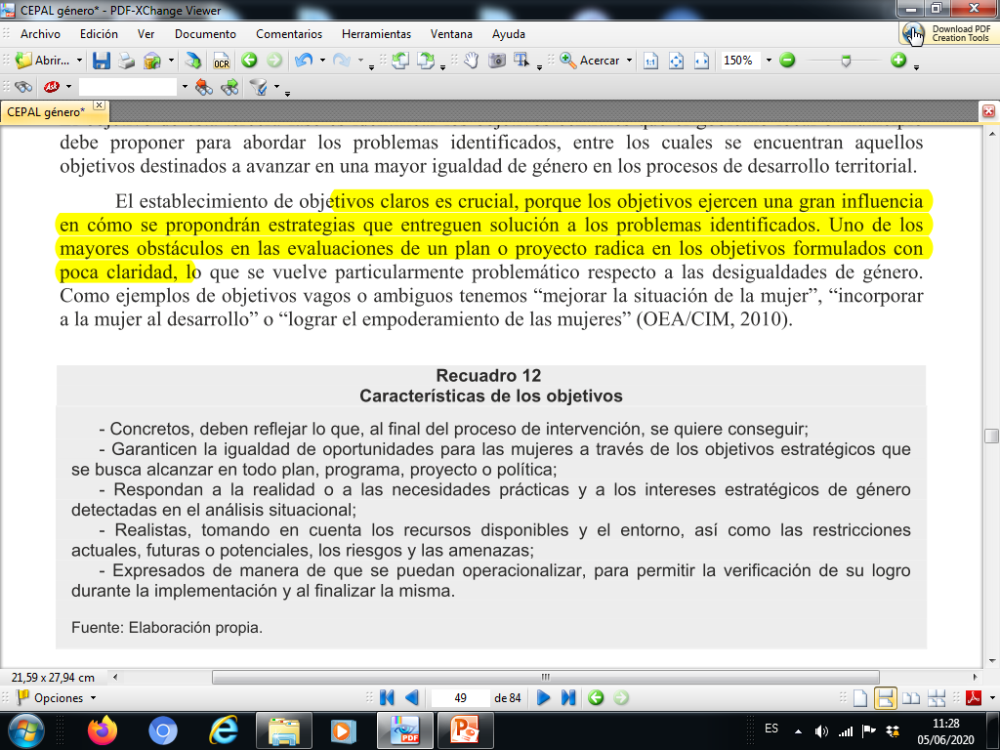 CEPAL género* - PDF-XChange Viewer
Archivo Edición Ver Documento Comentarios Herramientas Ventana Ayuda
Download PDF
Creation Tools
Abrir... OCR Acercar 150%
CEPAL género*
debe proponer para abordar los problemas identificados, entre los cuales se encuentran aquellos
objetivos destinados a avanzar en una mayor igualdad de género en los procesos de desarrollo territorial.
El establecimiento de objetivos claros es crucial, porque los objetivos ejercen una gran influencia
en cómo se propondrán estrategias que entreguen solución a los problemas identificados. Uno de los
mayores obstáculos en las evaluaciones de un plan o proyecto radica en los objetivos formulados con
poca claridad, lo que se vuelve particularmente problemático respecto a las desigualdades de género.
Como ejemplos de objetivos vagos o ambiguos tenemos “mejorar la situación de la mujer”, “incorporar
a la mujer al desarrollo” o “lograr el empoderamiento de las mujeres” (OEA/CIM, 2010).
Recuadro 12
Características de los objetivos
- Concretos, deben reflejar lo que, al final del proceso de intervención, se quiere conseguir;
- Garanticen la igualdad de oportunidades para las mujeres a través de los objetivos estratégicos que
se busca alcanzar en todo plan, programa, proyecto o política;
- Respondan a la realidad o a las necesidades prácticas y a los intereses estratégicos de género
detectadas en el análisis situacional;
- Realistas, tomando en cuenta los recursos disponibles y el entorno, así como las restricciones
actuales, futuras o potenciales, los riesgos y las amenazas;
- Expresados de manera de que se puedan operacionalizar, para permitir la verificación de su logro
durante la implementación y al finalizar la misma.
Fuente: Elaboración propia.
21,59 x 27,94 cm
Opciones 49 de 84
PDF ES 11:28
05/06/2020